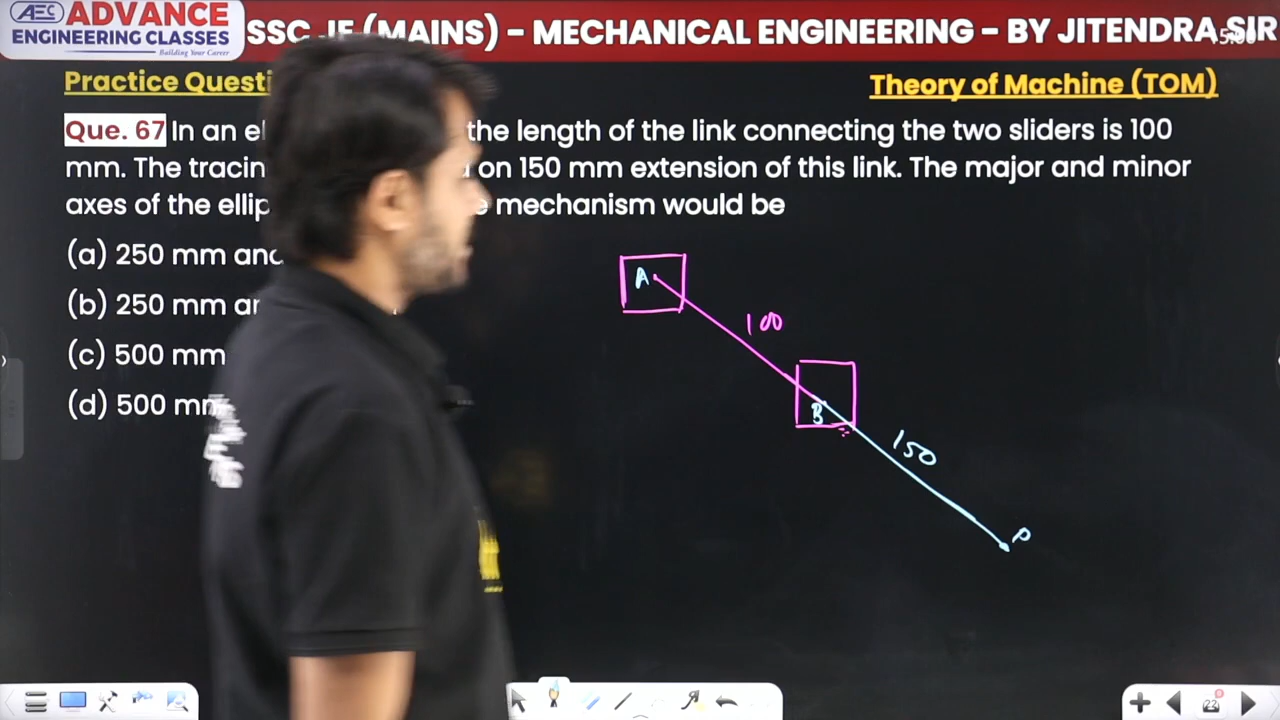 AEC ADVANCE
ENGINEERING CLASSES
Building Your Career
SSC JE (MAINS) – MECHANICAL ENGINEERING – BY JITENDRA SIR
Practice Questi
Theory of Machine (TOM)
Que. 67 In an el the length of the link connecting the two sliders is 100
mm. The tracin on 150 mm extension of this link. The major and minor
axes of the ellip mechanism would be
(a) 250 mm and
(b) 250 mm ar
(c) 500 mm
(d) 500 mm
A
100
B
150
P
22